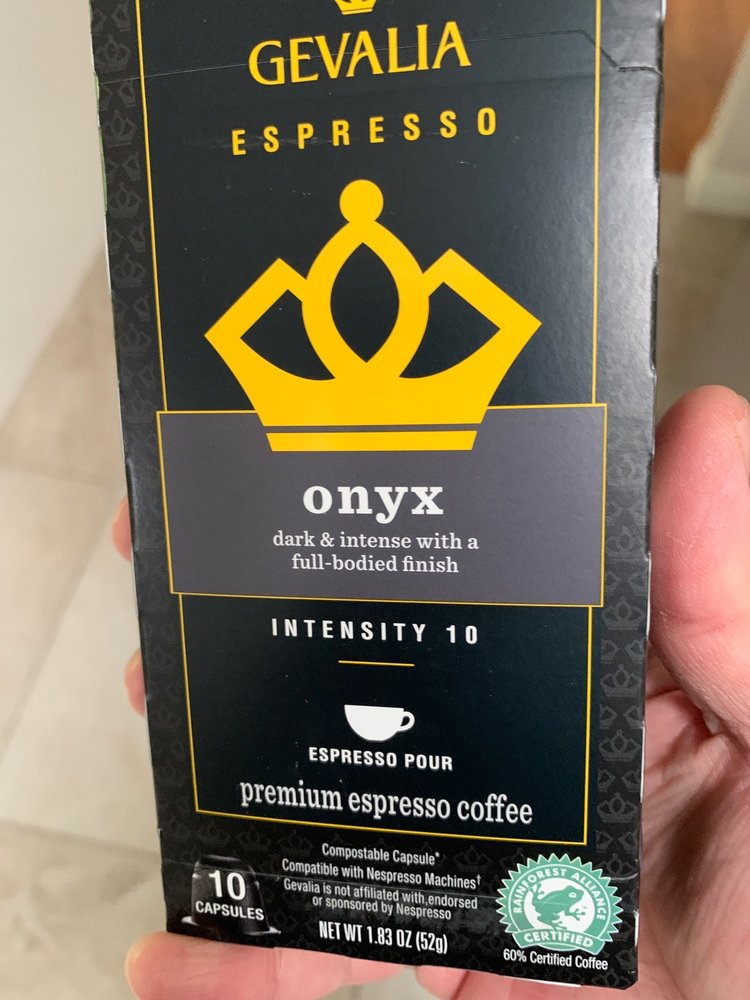 GEVALIA
ESPRESSO
onyx
dark & intense with a
full-bodied finish
INTENSITY 10
ESPRESSO POUR
premium espresso coffee
10
CAPSULES
Compostable Capsule*
Compatible with Nespresso Machines†
Gevalia is not affiliated with,endorsed
or sponsored by Nespresso
NET WT 1.83 OZ (52g)
RAINFOREST ALLIANCE
CERTIFIED
60% Certified Coffee